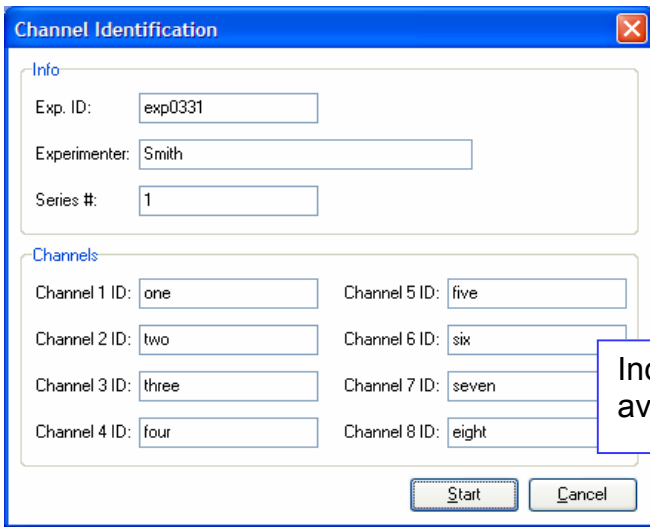 Channel Identification
Info
Exp. ID: exp0331
Experimenter: Smith
Series #: 1
Channels
Channel 1 ID: one Channel 5 ID: five
Channel 2 ID: two Channel 6 ID: six
Channel 3 ID: three Channel 7 ID: seven
Channel 4 ID: four Channel 8 ID: eight
Start Cancel